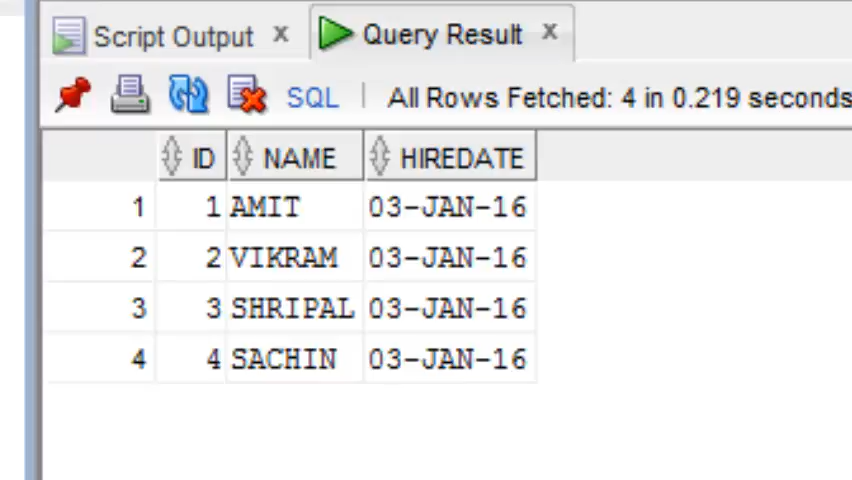 Script Output x Query Result x
SQL All Rows Fetched: 4 in 0.219 seconds
ID NAME HIREDATE
1 1 AMIT 03-JAN-16
2 2 VIKRAM 03-JAN-16
3 3 SHRIPAL 03-JAN-16
4 4 SACHIN 03-JAN-16